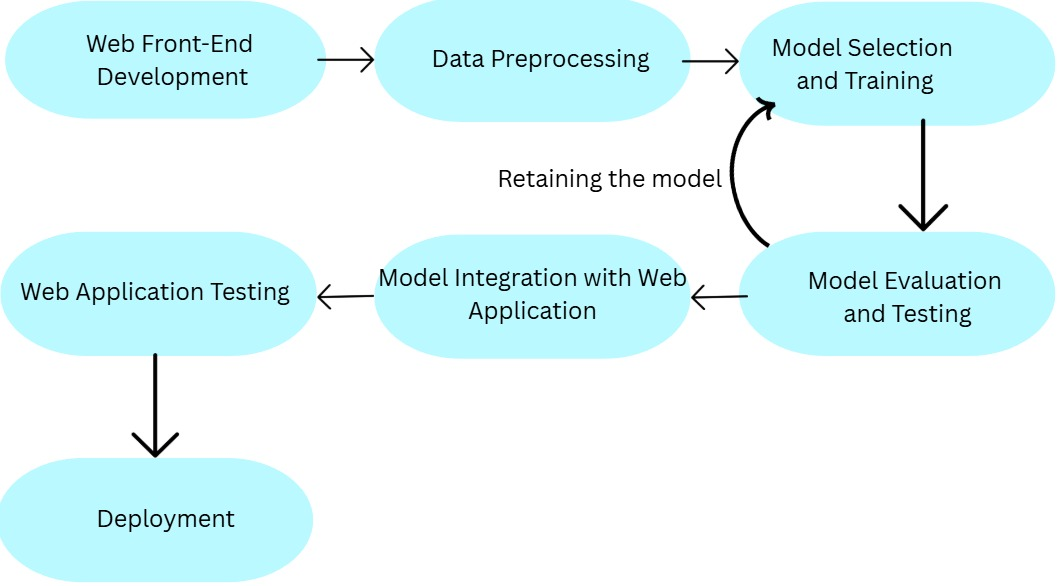 Web Front-End
Development
Data Preprocessing
Model Selection
and Training
Retaining the model
Model Evaluation
and Testing
Model Integration with Web
Application
Web Application Testing
Deployment